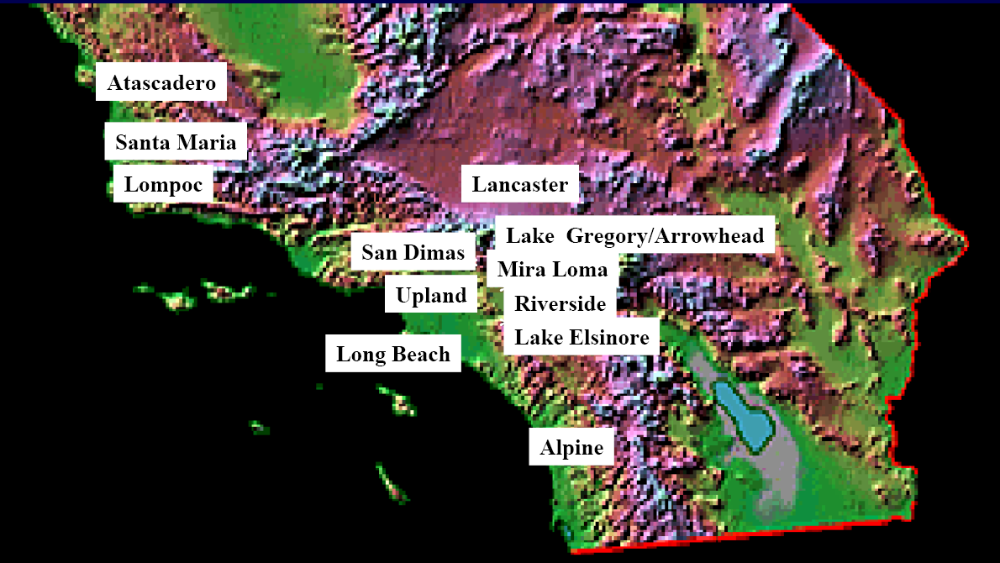 Atascadero
Santa Maria
Lompoc
Lancaster
Lake  Gregory/Arrowhead
San Dimas
Mira Loma
Upland
Riverside
Lake Elsinore
Long Beach
Alpine